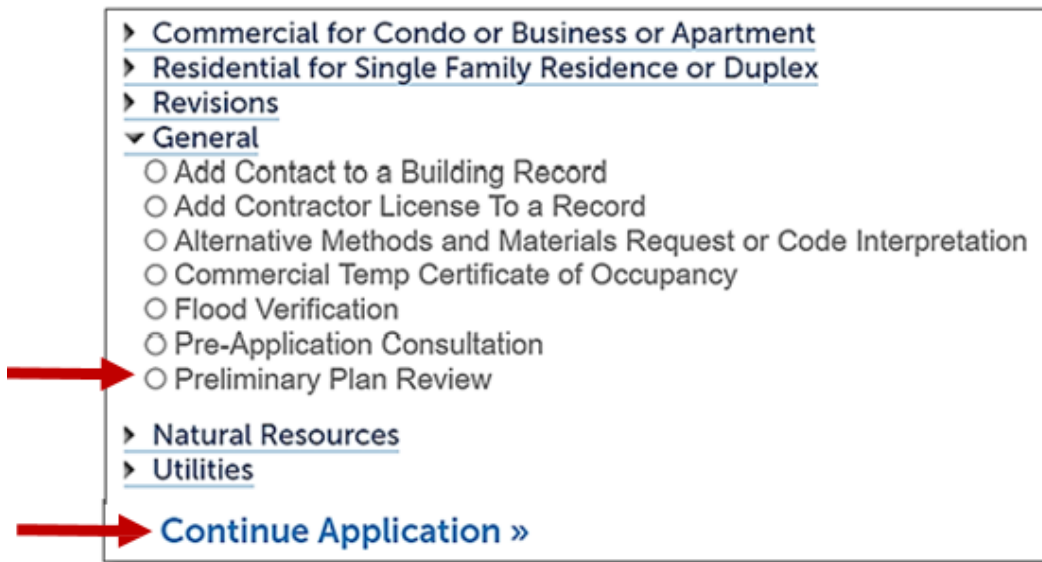 Commercial for Condo or Business or Apartment
Residential for Single Family Residence or Duplex
Revisions
General
Add Contact to a Building Record
Add Contractor License To a Record
Alternative Methods and Materials Request or Code Interpretation
Commercial Temp Certificate of Occupancy
Flood Verification
Pre-Application Consultation
Preliminary Plan Review
Natural Resources
Utilities
Continue Application »